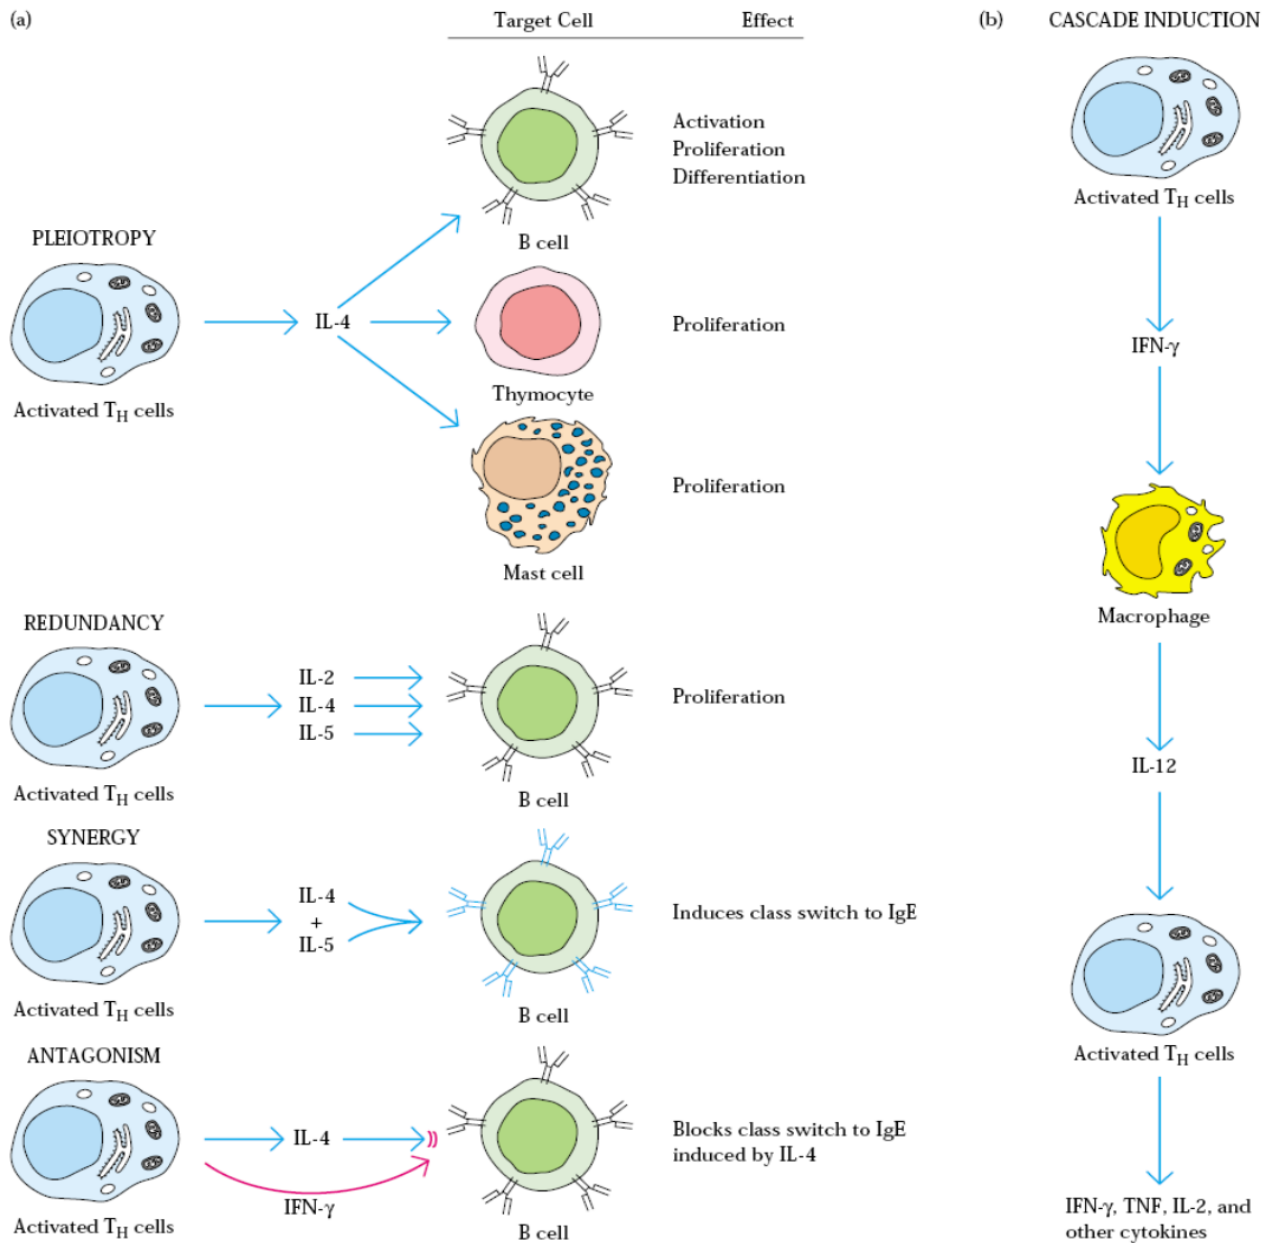 (a)
Target Cell Effect
Activation
Proliferation
Differentiation
B cell
PLEIOTROPY
IL-4
Proliferation
Thymocyte
Activated TH cells
Proliferation
Mast cell
REDUNDANCY
IL-2
IL-4
IL-5
Proliferation
Activated TH cells
B cell
SYNERGY
IL-4
+
IL-5
Induces class switch to IgE
Activated TH cells
B cell
ANTAGONISM
IL-4
Blocks class switch to IgE
induced by IL-4
IFN-γ
Activated TH cells
B cell
(b) CASCADE INDUCTION
Activated TH cells
IFN-γ
Macrophage
IL-12
Activated TH cells
IFN-γ, TNF, IL-2, and
other cytokines